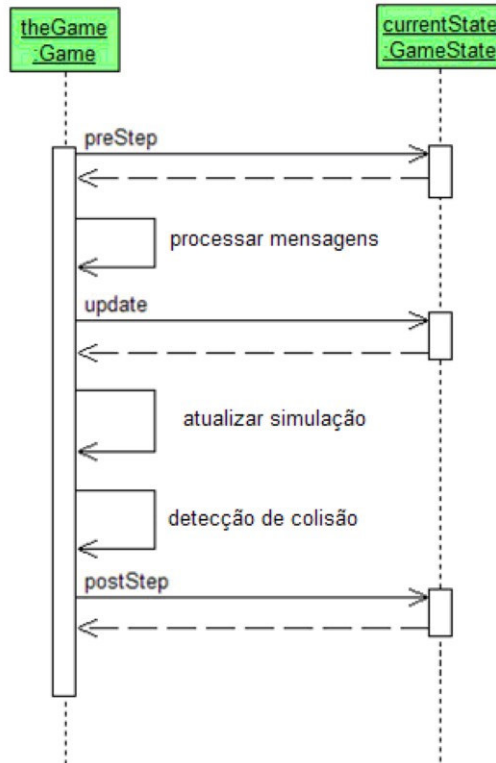 theGame
:Game
currentState
:GameState
preStep
processar mensagens
update
atualizar simulação
detecção de colisão
postStep